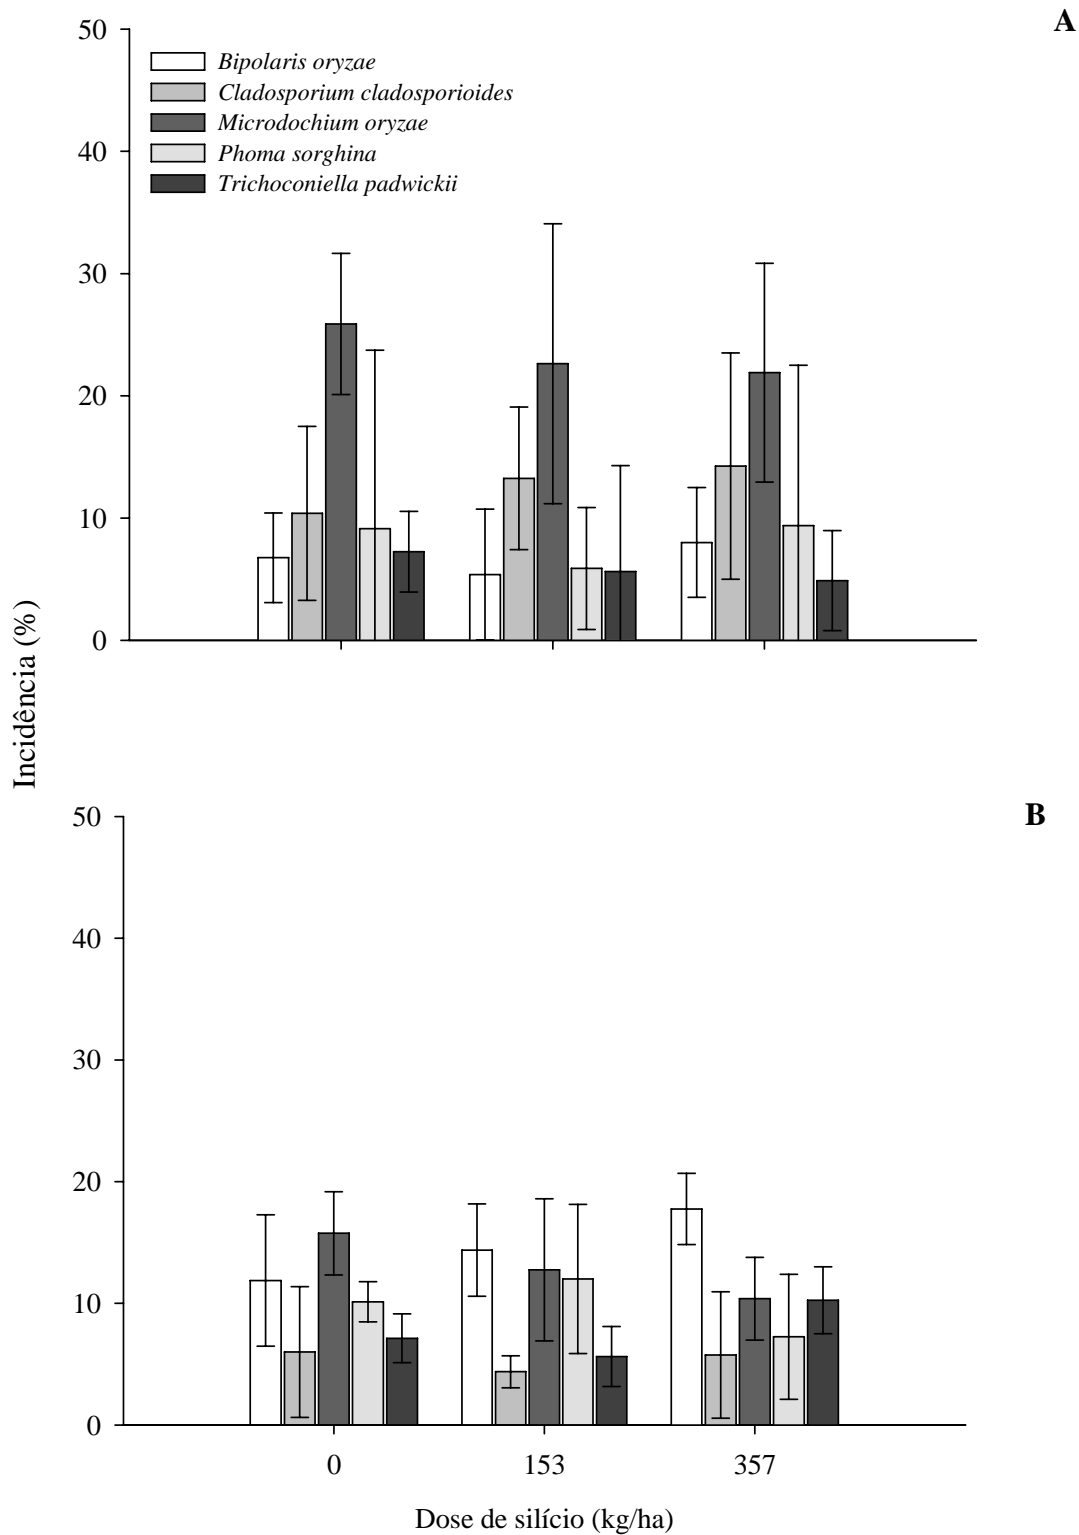 A
50
Bipolaris oryzae
Cladosporium cladosporioides
Microdochium oryzae
Phoma sorghina
Trichoconiella padwickii
40
30
20
10
0
Incidência (%)
B
50
40
30
20
10
0
0 153 357
Dose de silício (kg/ha)